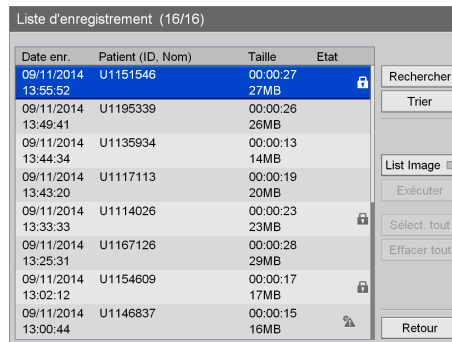 Liste d'enregistrement (16/16)
Date enr. Patient (ID, Nom) Taille Etat
09/11/2014 U1151546 00:00:27
13:55:52 27MB
09/11/2014 U1195339 00:00:26
13:49:41 26MB
09/11/2014 U1135934 00:00:13
13:44:34 14MB
09/11/2014 U1117113 00:00:19
13:43:20 20MB
09/11/2014 U1114026 00:00:23
13:33:33 23MB
09/11/2014 U1167126 00:00:28
13:25:31 29MB
09/11/2014 U1154609 00:00:17
13:02:12 17MB
09/11/2014 U1146837 00:00:15
13:00:44 16MB
Rechercher
Trier
List Image
Exécuter
Sélect. tout
Effacer tout
Retour